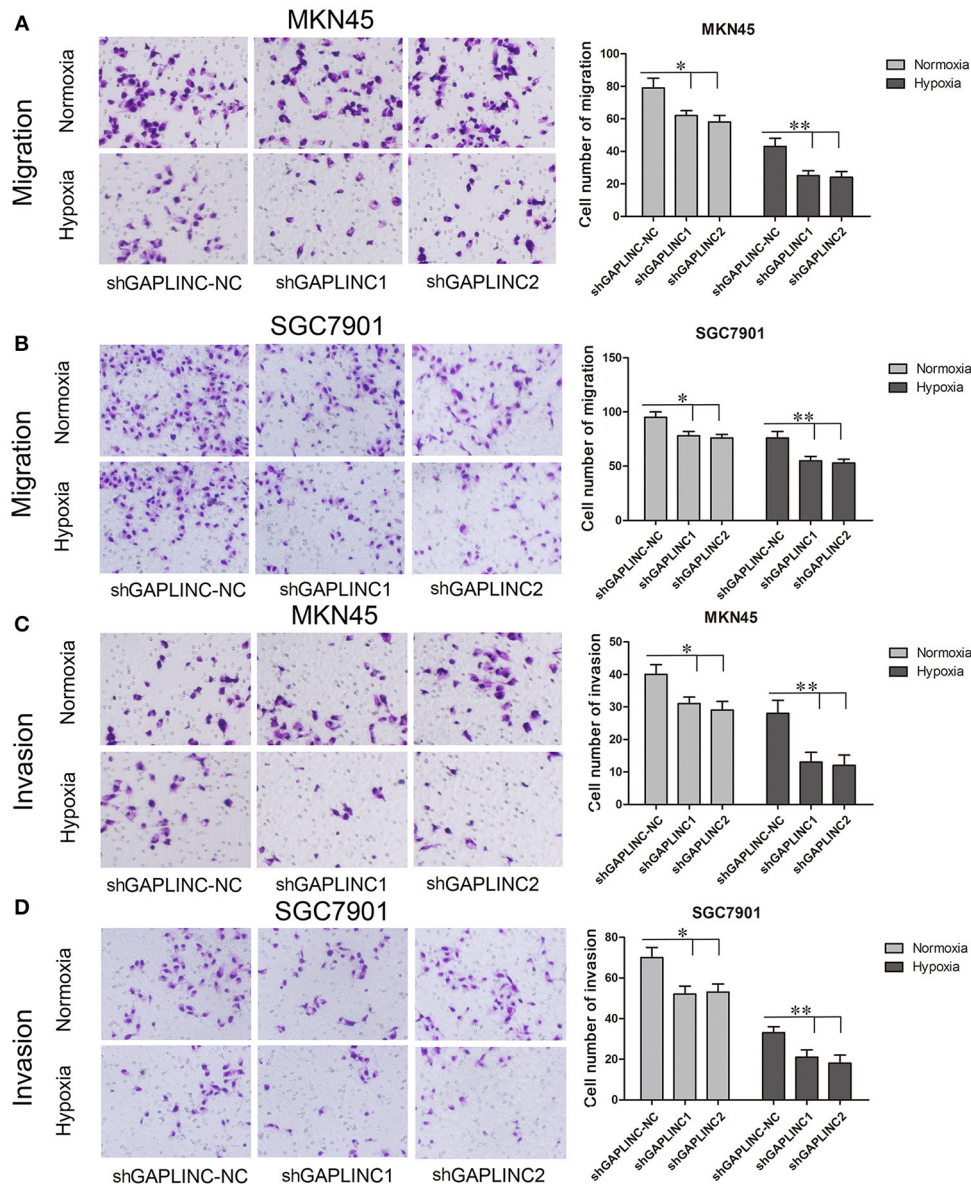 A
MKN45
Migration
Normoxia
Hypoxia
shGAPLINC-NC
shGAPLINC1
shGAPLINC2
MKN45
Cell number of migration
100
80
60
40
20
0
*
**
shGAPLINC-NC
shGAPLINC1
shGAPLINC2
shGAPLINC-NC
shGAPLINC1
shGAPLINC2
Normoxia
Hypoxia
B
SGC7901
Migration
Normoxia
Hypoxia
shGAPLINC-NC
shGAPLINC1
shGAPLINC2
SGC7901
Cell number of migration
150
100
50
0
*
**
shGAPLINC-NC
shGAPLINC1
shGAPLINC2
shGAPLINC-NC
shGAPLINC1
shGAPLINC2
Normoxia
Hypoxia
C
MKN45
Invasion
Normoxia
Hypoxia
shGAPLINC-NC
shGAPLINC1
shGAPLINC2
MKN45
Cell number of invasion
50
40
30
20
10
0
*
**
shGAPLINC-NC
shGAPLINC1
shGAPLINC2
shGAPLINC-NC
shGAPLINC1
shGAPLINC2
Normoxia
Hypoxia
D
SGC7901
Invasion
Normoxia
Hypoxia
shGAPLINC-NC
shGAPLINC1
shGAPLINC2
SGC7901
Cell number of invasion
80
60
40
20
0
*
**
shGAPLINC-NC
shGAPLINC1
shGAPLINC2
shGAPLINC-NC
shGAPLINC1
shGAPLINC2
Normoxia
Hypoxia